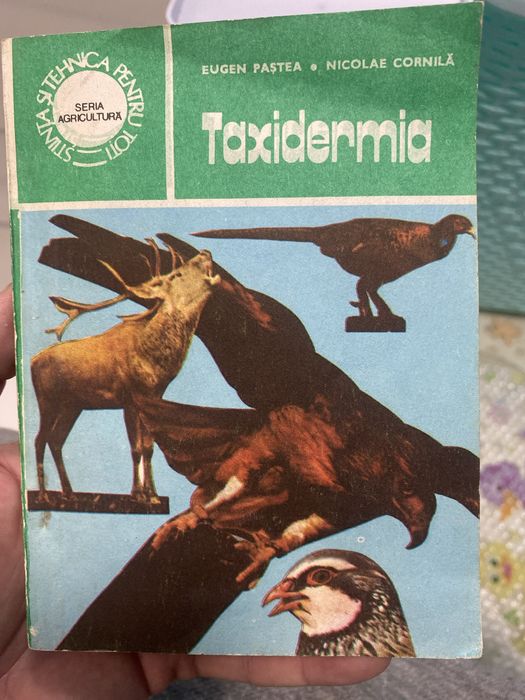 ȘTIINȚA ȘI TEHNICA PENTRU TOȚI
SERIA
AGRICULTURĂ
EUGEN PAȘTEA • NICOLAE CORNILĂ
Taxidermia